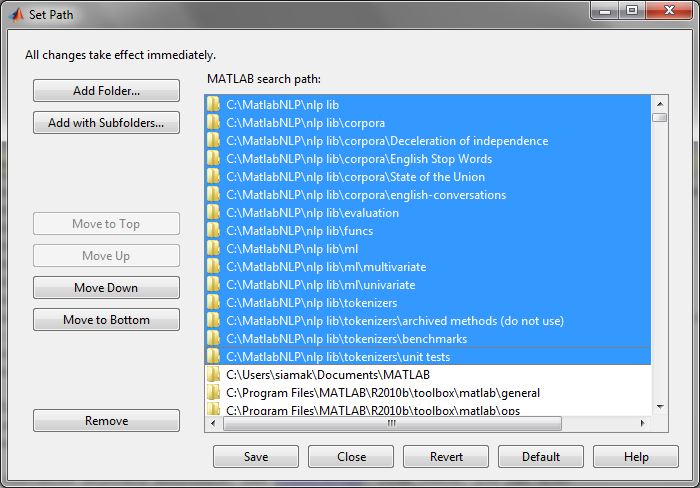 Set Path
All changes take effect immediately.
Add Folder...
Add with Subfolders...
Move to Top
Move Up
Move Down
Move to Bottom
Remove
MATLAB search path:
C:\MatlabNLP\nlp lib
C:\MatlabNLP\nlp lib\corpora
C:\MatlabNLP\nlp lib\corpora\Deceleration of independence
C:\MatlabNLP\nlp lib\corpora\English Stop Words
C:\MatlabNLP\nlp lib\corpora\State of the Union
C:\MatlabNLP\nlp lib\corpora\english-conversations
C:\MatlabNLP\nlp lib\evaluation
C:\MatlabNLP\nlp lib\funcs
C:\MatlabNLP\nlp lib\ml
C:\MatlabNLP\nlp lib\ml\multivariate
C:\MatlabNLP\nlp lib\ml\univariate
C:\MatlabNLP\nlp lib\tokenizers
C:\MatlabNLP\nlp lib\tokenizers\archived methods (do not use)
C:\MatlabNLP\nlp lib\tokenizers\benchmarks
C:\MatlabNLP\nlp lib\tokenizers\unit tests
C:\Users\siamak\Documents\MATLAB
C:\Program Files\MATLAB\R2010b\toolbox\matlab\general
C:\Program Files\MATLAB\R2010b\toolbox\matlab\ops
Save
Close
Revert
Default
Help